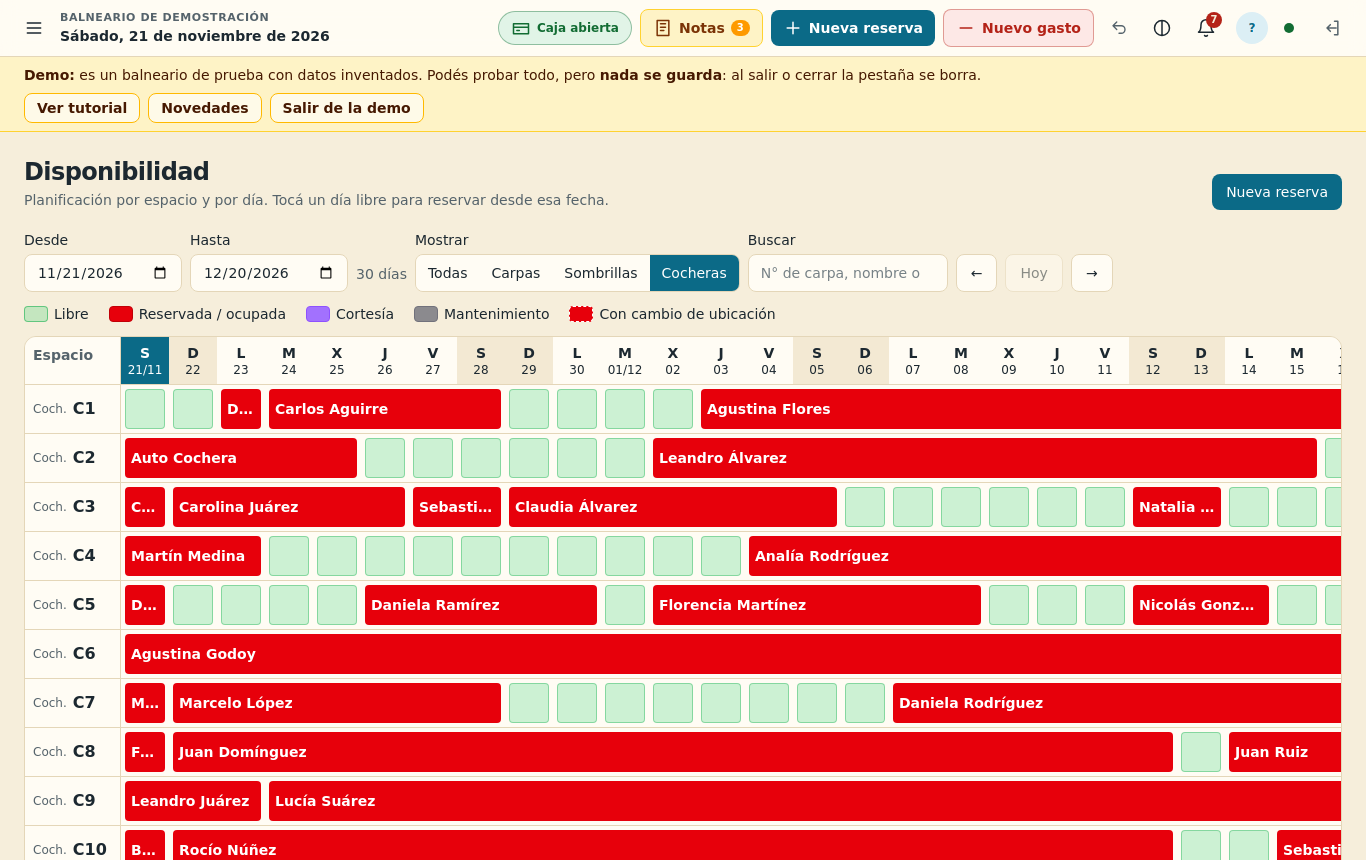 BALNEARIO DE DEMOSTRACIÓN
Sábado, 21 de noviembre de 2026
Caja abierta
Notas 3
Nueva reserva
Nuevo gasto
7
?
Demo: es un balneario de prueba con datos inventados. Podés probar todo, pero nada se guarda: al salir o cerrar la pestaña se borra.
Ver tutorial Novedades Salir de la demo
Disponibilidad
Planificación por espacio y por día. Tocá un día libre para reservar desde esa fecha.
Nueva reserva
Desde Hasta Mostrar Buscar
11/21/2026 12/20/2026 30 días Todas Carpas Sombrillas Cocheras N° de carpa, nombre o ← Hoy →
Libre Reservada / ocupada Cortesía Mantenimiento Con cambio de ubicación
Espacio S D L M X J V S D L M X J V S D L M X J V S D L M
21/11 22 23 24 25 26 27 28 29 30 01/12 02 03 04 05 06 07 08 09 10 11 12 13 14 15
Coch. C1 D... Carlos Aguirre Agustina Flores
Coch. C2 Auto Cochera Leandro Álvarez
Coch. C3 C... Carolina Juárez Sebasti... Claudia Álvarez Natalia ...
Coch. C4 Martín Medina Analía Rodríguez
Coch. C5 D... Daniela Ramírez Florencia Martínez Nicolás Gonz...
Coch. C6 Agustina Godoy
Coch. C7 M... Marcelo López Daniela Rodríguez
Coch. C8 F... Juan Domínguez Juan Ruiz
Coch. C9 Leandro Juárez Lucía Suárez
Coch. C10 B... Rocío Núñez Sebasti